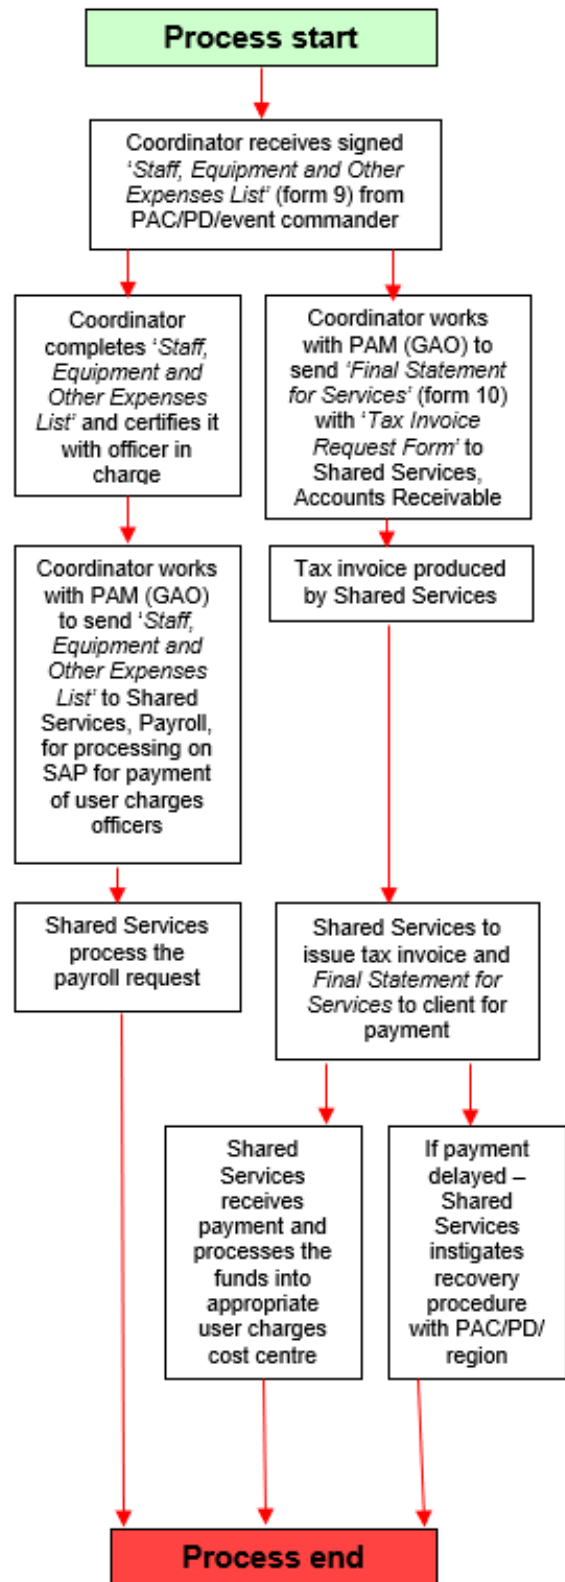 Process start
Coordinator receives signed
'Staff, Equipment and Other
Expenses List' (form 9) from
PAC/PD/event commander
Coordinator
completes 'Staff,
Equipment and
Other Expenses
List' and certifies it
with officer in
charge
Coordinator works
with PAM (GAO) to
send 'Final Statement
for Services' (form 10)
with 'Tax Invoice
Request Form' to
Shared Services,
Accounts Receivable
Coordinator works
with PAM (GAO)
to send 'Staff,
Equipment and
Other Expenses
List' to Shared
Services, Payroll,
for processing on
SAP for payment
of user charges
officers
Tax invoice produced
by Shared Services
Shared Services
process the
payroll request
Shared Services to
issue tax invoice and
Final Statement for
Services to client for
payment
Shared
Services
receives
payment and
processes the
funds into
appropriate
user charges
cost centre
If payment
delayed –
Shared
Services
instigates
recovery
procedure
with PAC/PD/
region
Process end